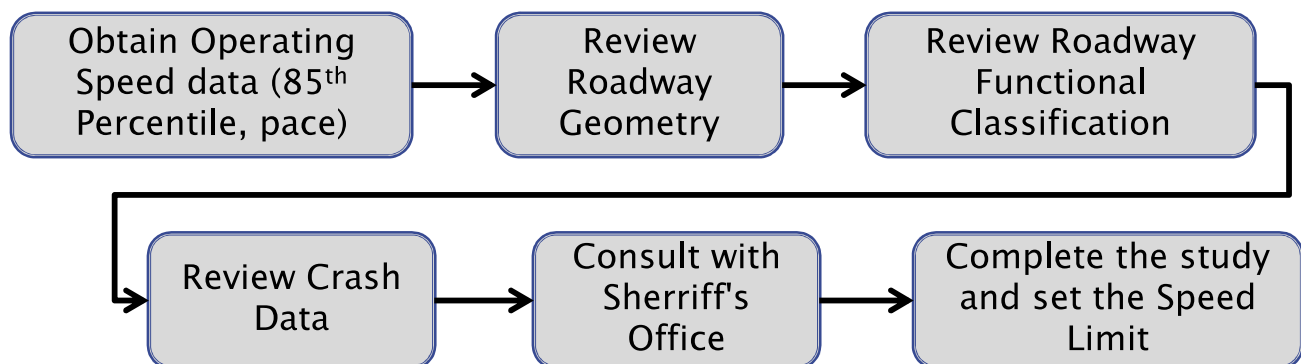 Obtain Operating
Speed data (85th
Percentile, pace)
Review
Roadway
Geometry
Review Roadway
Functional
Classification
Review Crash
Data
Consult with
Sherriff's
Office
Complete the study
and set the Speed
Limit